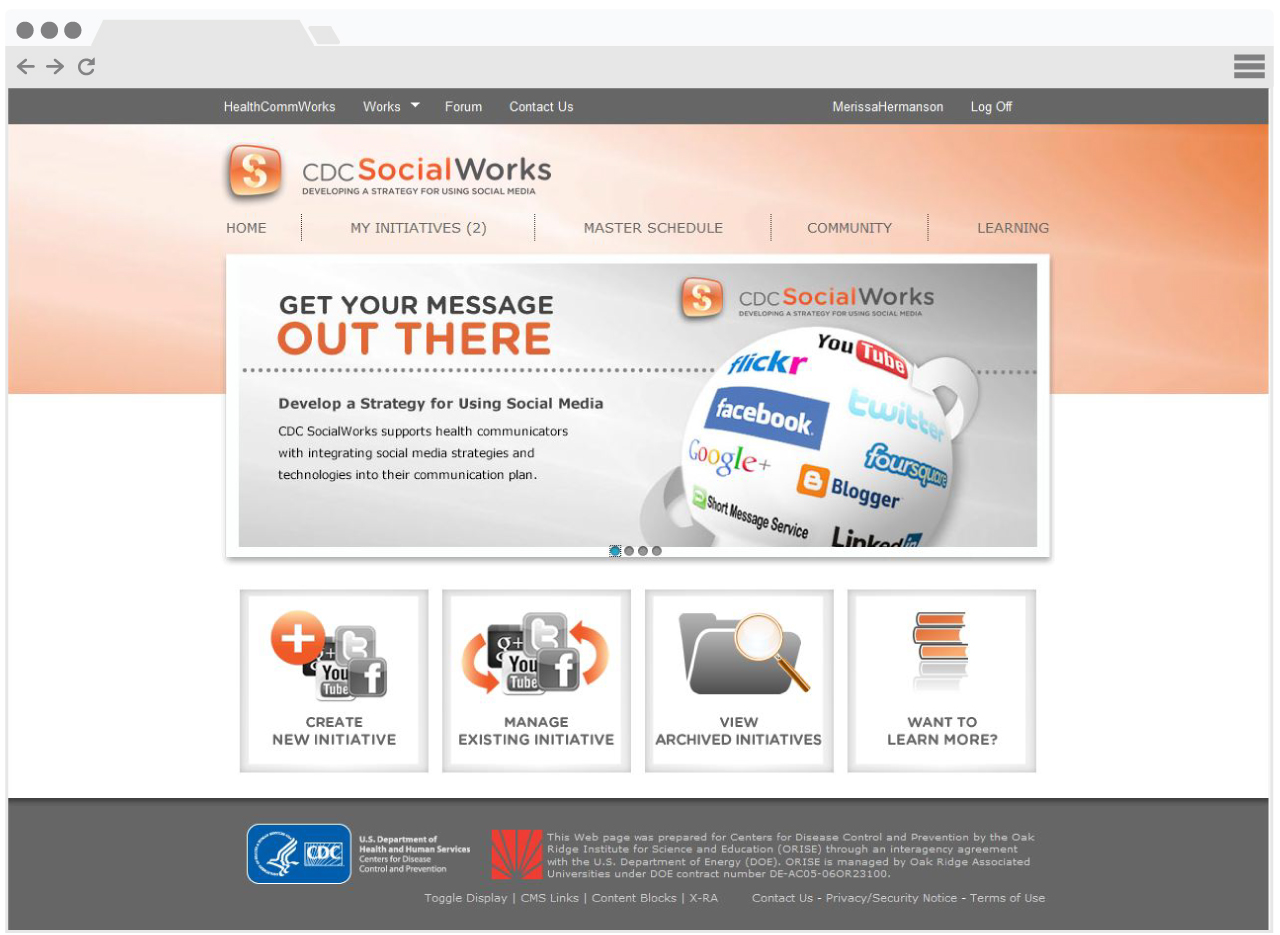 HealthCommWorks Works Forum Contact Us MerissaHermanson Log Off
S CDC SocialWorks
DEVELOPING A STRATEGY FOR USING SOCIAL MEDIA
HOME MY INITIATIVES (2) MASTER SCHEDULE COMMUNITY LEARNING
GET YOUR MESSAGE
OUT THERE
Develop a Strategy for Using Social Media
CDC SocialWorks supports health communicators
with integrating social media strategies and
technologies into their communication plan.
S CDC SocialWorks
DEVELOPING A STRATEGY FOR USING SOCIAL MEDIA
You Tube
flickr
facebook.
twitter
Google+
foursquare
Blogger
Short Message Service
Linked in
g+ t
You
Tube f
CREATE
NEW INITIATIVE
g+ t
You
Tube f
MANAGE
EXISTING INITIATIVE
VIEW
ARCHIVED INITIATIVES
WANT TO
LEARN MORE?
CDC
U.S. Department of
Health and Human Services
Centers for Disease
Control and Prevention
This Web page was prepared for Centers for Disease Control and Prevention by the Oak
Ridge Institute for Science and Education (ORISE) through an interagency agreement
with the U.S. Department of Energy (DOE). ORISE is managed by Oak Ridge Associated
Universities under DOE contract number DE-AC05-06OR23100.
Toggle Display | CMS Links | Content Blocks | X-RA Contact Us - Privacy/Security Notice - Terms of Use